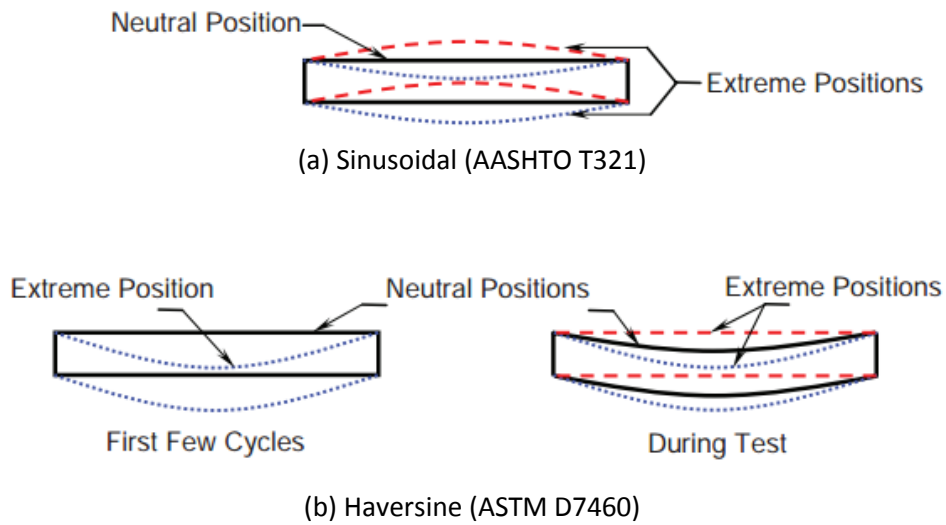 Neutral Position
Extreme Positions
(a) Sinusoidal (AASHTO T321)
Extreme Position
Neutral Positions
Extreme Positions
First Few Cycles
During Test
(b) Haversine (ASTM D7460)